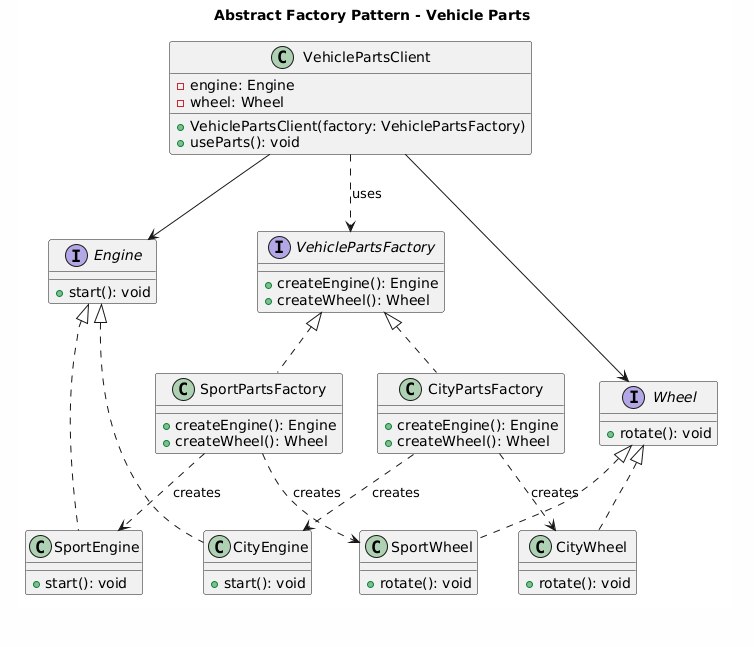 Abstract Factory Pattern - Vehicle Parts
C VehiclePartsClient
engine: Engine
wheel: Wheel
VehiclePartsClient(factory: VehiclePartsFactory)
useParts(): void
uses
I Engine
start(): void
I VehiclePartsFactory
createEngine(): Engine
createWheel(): Wheel
C SportPartsFactory
createEngine(): Engine
createWheel(): Wheel
C CityPartsFactory
createEngine(): Engine
createWheel(): Wheel
I Wheel
rotate(): void
creates
creates
creates
creates
C SportEngine
start(): void
C CityEngine
start(): void
C SportWheel
rotate(): void
C CityWheel
rotate(): void